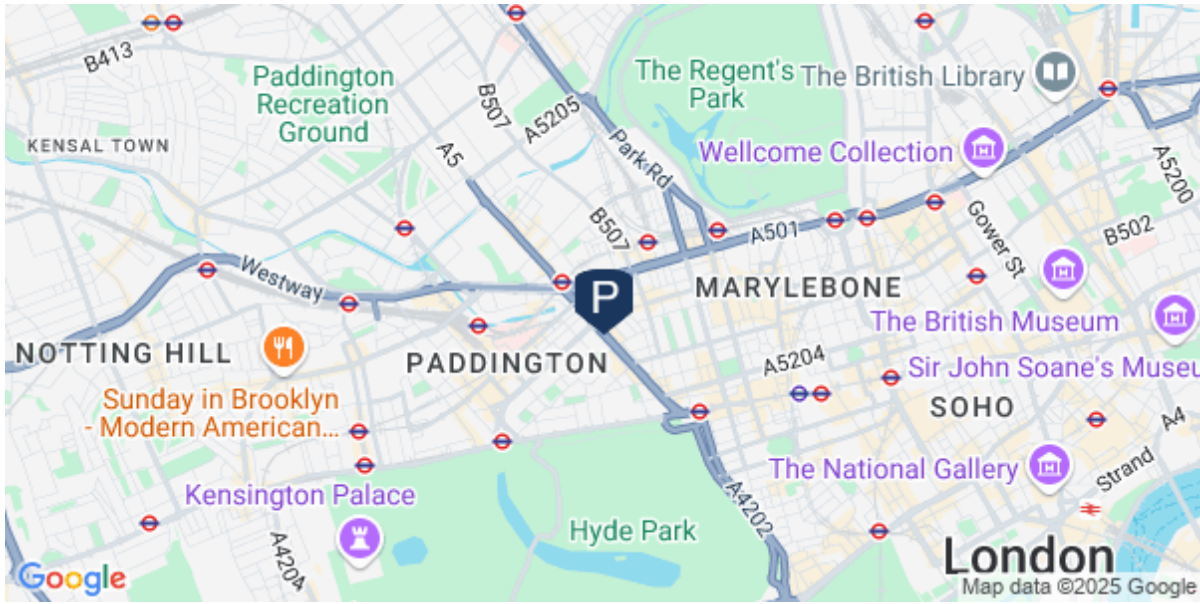 B413
Paddington
Recreation
Ground
B507
A5205
The Regent's
Park
The British Library
KENSAL TOWN
A5
Park Rd
Wellcome Collection
A5200
B507
A501
Gower St
B502
Westway
MARYLEBONE
P
The British Museum
NOTTING HILL
PADDINGTON
A5204
Sir John Soane's Museu
Sunday in Brooklyn
- Modern American...
SOHO
A4
The National Gallery
Strand
Kensington Palace
A4202
Hyde Park
A4204
London
Google
Map data ©2025 Google